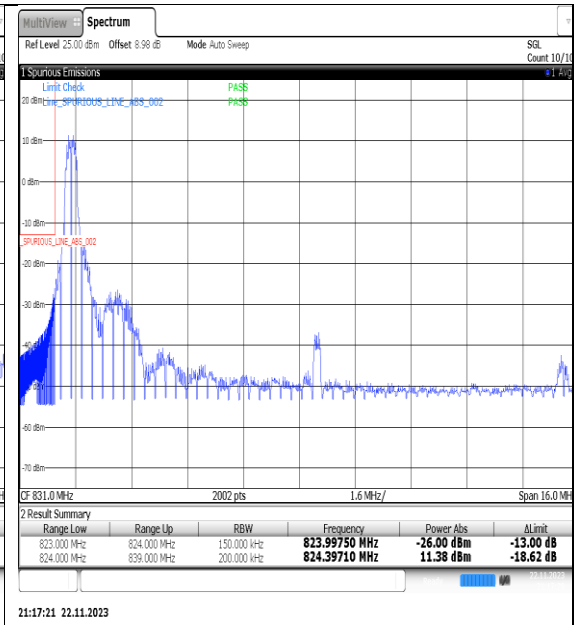 MultiView Spectrum
Ref Level 25.00 dBm Offset 8.98 dB Mode Auto Sweep SGL
Count 10/10
1 Spurious Emissions 1 Avg
Limit Check PASS
20 dBm Line_SPURIOUS_LINE_ABS_002 PASS
10 dBm
0 dBm
-10 dBm
_SPURIOUS_LINE_ABS_002
-20 dBm
-30 dBm
-40 dBm
-60 dBm
-70 dBm
CF 831.0 MHz 2002 pts 1.6 MHz/ Span 16.0 MH
2 Result Summary
Range Low Range Up RBW Frequency Power Abs ΔLimit
823.000 MHz 824.000 MHz 150.000 kHz 823.99750 MHz -26.00 dBm -13.00 dB
824.000 MHz 839.000 MHz 200.000 kHz 824.39710 MHz 11.38 dBm -18.62 dB
22.11.2023
21:17:21 22.11.2023